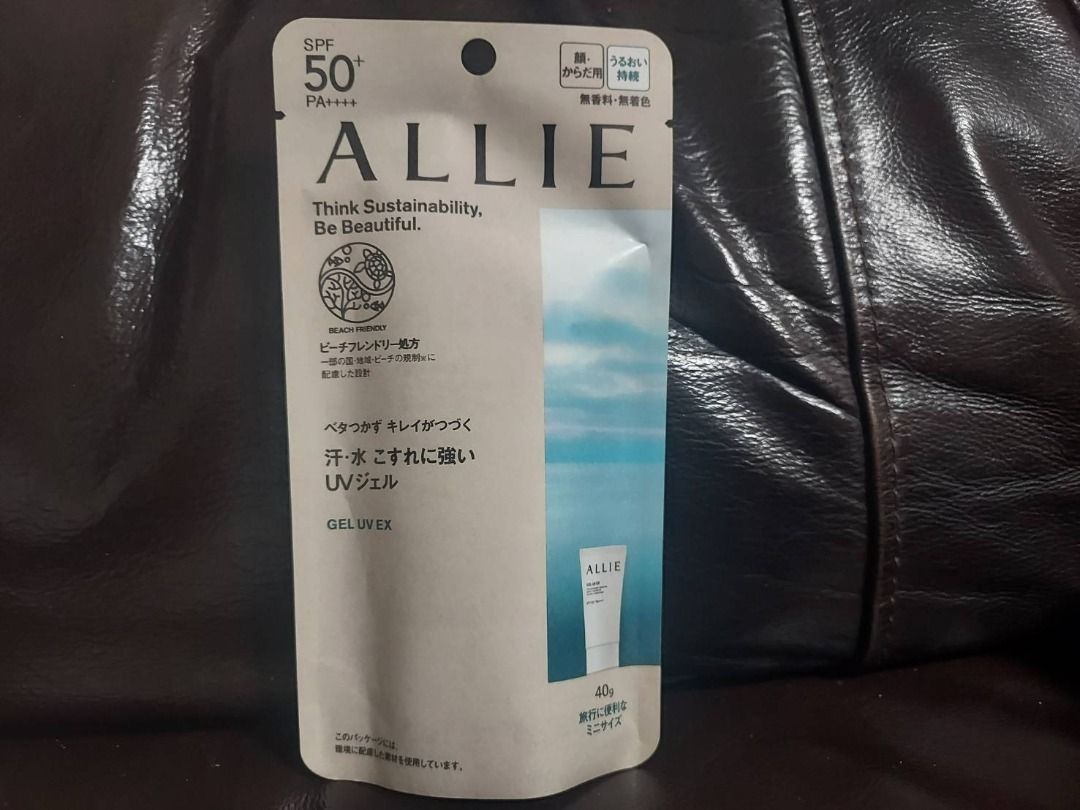 SPF
50+
PA++++
顔・
からだ用
うるおい
持続
無香料・無着色
ALLIE
Think Sustainability,
Be Beautiful.
BEACH FRIENDLY
ビーチフレンドリー処方
一部の国・地域・ビーチの規制※に
配慮した設計
ベタつかず キレイがつづく
汗・水 こすれに強い
UVジェル
GEL UV EX
ALLIE
40g
旅行に便利な
ミニサイズ
このパッケージには、
環境に配慮した素材を使用しています。